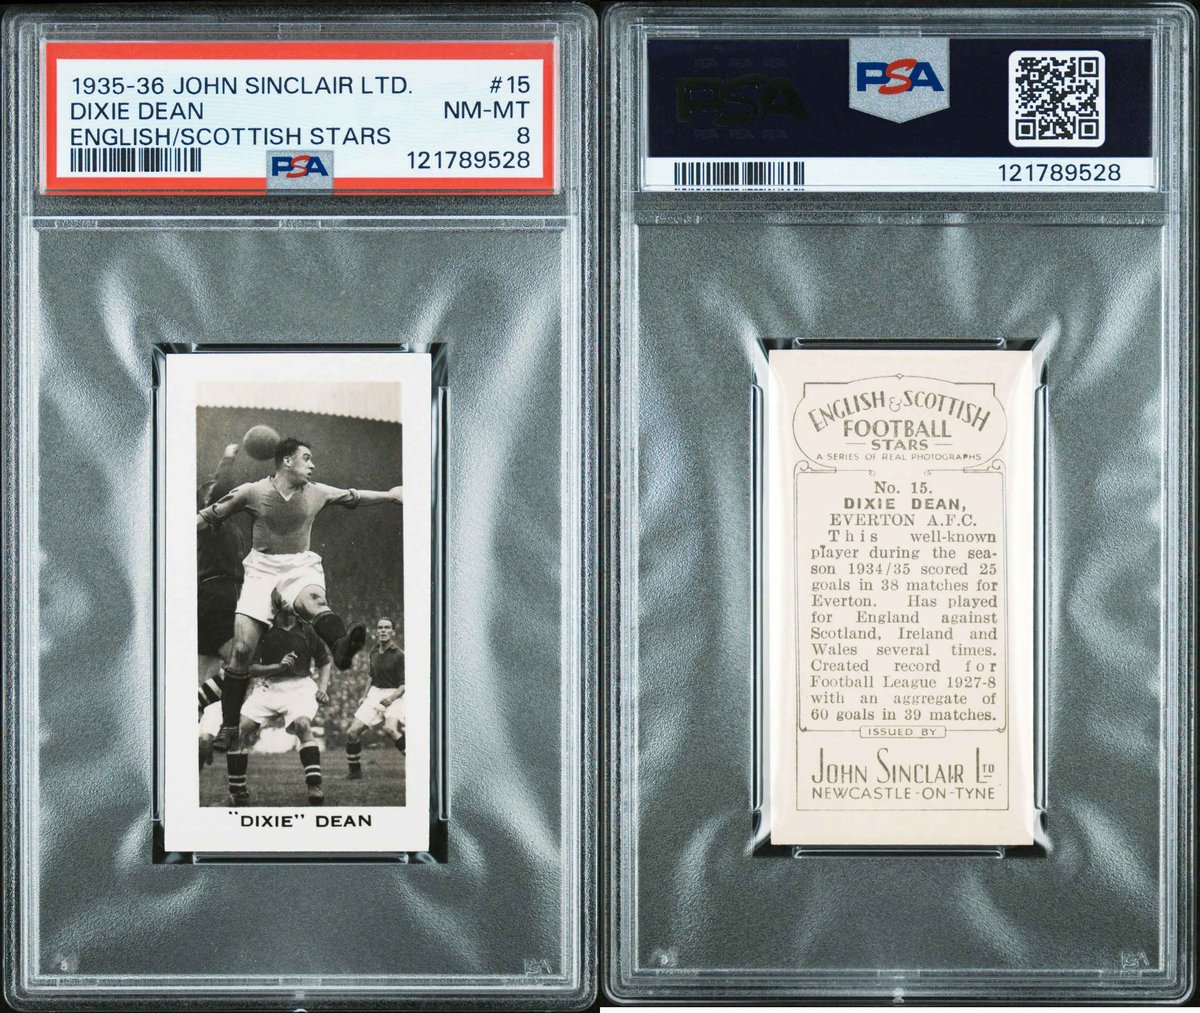 1935-36 JOHN SINCLAIR LTD. #15
DIXIE DEAN NM-MT
ENGLISH/SCOTTISH STARS 8
PSA 121789528
"DIXIE" DEAN
PSA
PSA
121789528
ENGLISH & SCOTTISH
FOOTBALL
STARS
A SERIES OF REAL PHOTOGRAPHS
No. 15.
DIXIE DEAN,
EVERTON A.F.C.
This well-known
player during the sea-
son 1934/35 scored 25
goals in 38 matches for
Everton. Has played
for England against
Scotland, Ireland and
Wales several times.
Created record for
Football League 1927-8
with an aggregate of
60 goals in 39 matches.
ISSUED BY
JOHN SINCLAIR LTD
NEWCASTLE-ON-TYNE